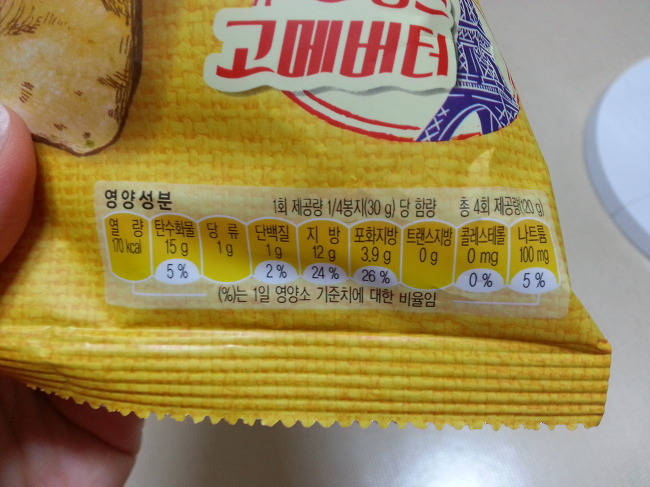 고메버터
영양성분 1회 제공량 1/4봉지(30 g) 당 함량 총 4회 제공량(120 g)
열 량 탄수화물 당 류 단백질 지 방 포화지방 트랜스지방 콜레스테롤 나트륨
170 kcal 15 g 1 g 1 g 12 g 3.9 g 0 g 0 mg 100 mg
5 % 2 % 24 % 26 % 0 % 5 %
(%)는 1일 영양소 기준치에 대한 비율임